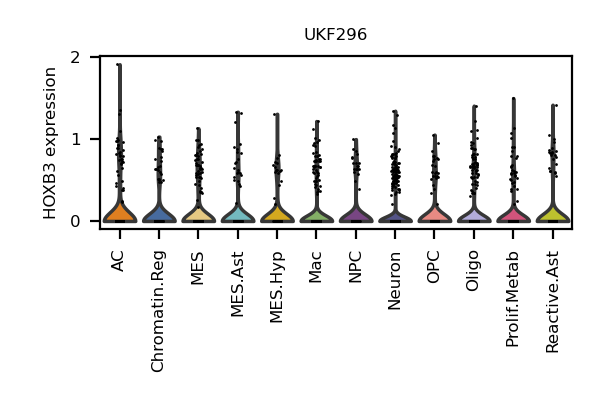 UKF296
HOXB3 expression
2
1
0
AC
Chromatin.Reg
MES
MES.Ast
MES.Hyp
Mac
NPC
Neuron
OPC
Oligo
Prolif.Metab
Reactive.Ast